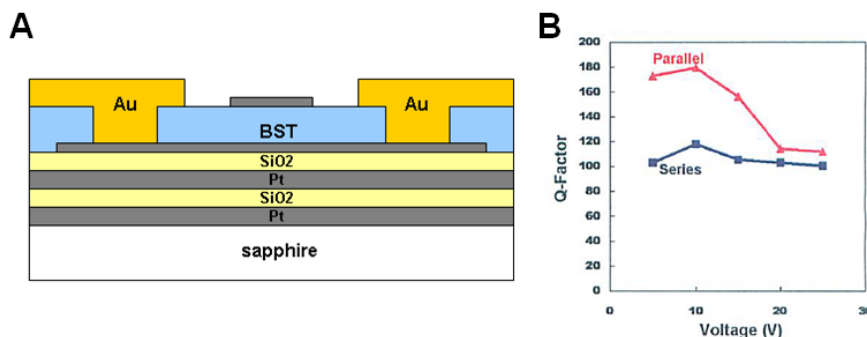 A
Au
Au
BST
SiO2
Pt
SiO2
Pt
sapphire
B
200
180
160
140
120
100
80
60
40
20
0
Q-Factor
Parallel
Series
0 10 20 30
Voltage (V)